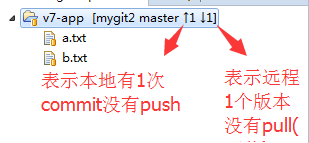 v7-app [mygit2 master ↑1 ↓1]
a.txt
b.txt
表示本地有1次
commit没有push
表示远程
1个版本
没有pull(